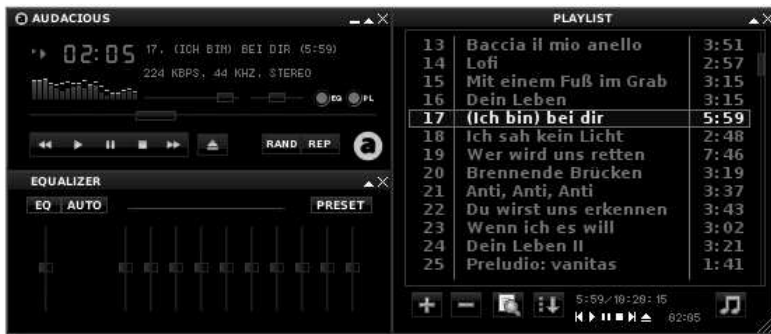 AUDACIOUS
02:05
17. (ICH BIN) BEI DIR (5:59)
224 KBPS, 44 KHZ, STEREO
EQ PL
RAND REP
a
EQUALIZER
EQ AUTO PRESET
PLAYLIST
13 Baccia il mio anello 3:51
14 Lofi 2:57
15 Mit einem Fuß im Grab 3:15
16 Dein Leben 3:15
17 (Ich bin) bei dir 5:59
18 Ich sah kein Licht 2:48
19 Wer wird uns retten 7:46
20 Brennende Brücken 3:19
21 Anti, Anti, Anti 3:37
22 Du wirst uns erkennen 3:43
23 Wenn ich es will 3:02
24 Dein Leben II 3:21
25 Preludio: vanitas 1:41
5:59/10:20:15
02:05